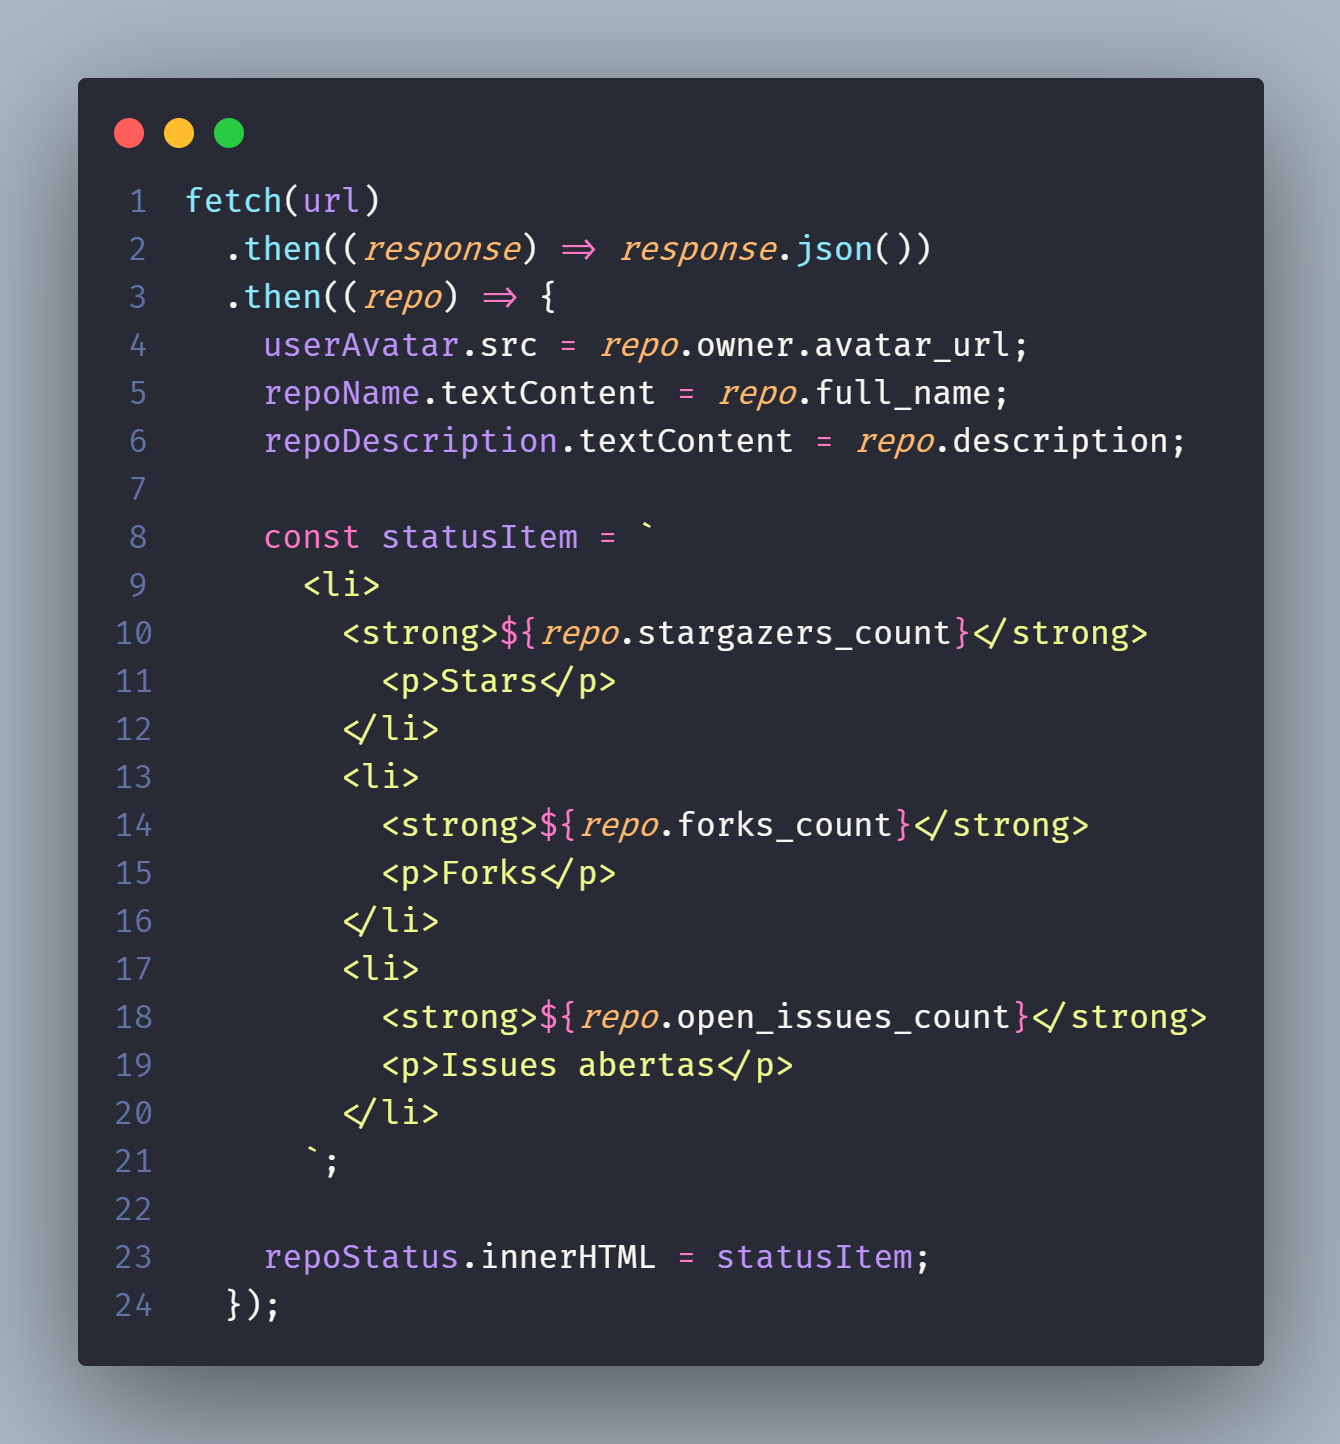 1 fetch(url)
2   .then((response) => response.json())
3   .then((repo) => {
4     userAvatar.src = repo.owner.avatar_url;
5     repoName.textContent = repo.full_name;
6     repoDescription.textContent = repo.description;
7
8     const statusItem = `
9       <li>
10         <strong>${repo.stargazers_count}</strong>
11           <p>Stars</p>
12         </li>
13         <li>
14           <strong>${repo.forks_count}</strong>
15           <p>Forks</p>
16         </li>
17         <li>
18           <strong>${repo.open_issues_count}</strong>
19           <p>Issues abertas</p>
20         </li>
21       `;
22
23     repoStatus.innerHTML = statusItem;
24   });